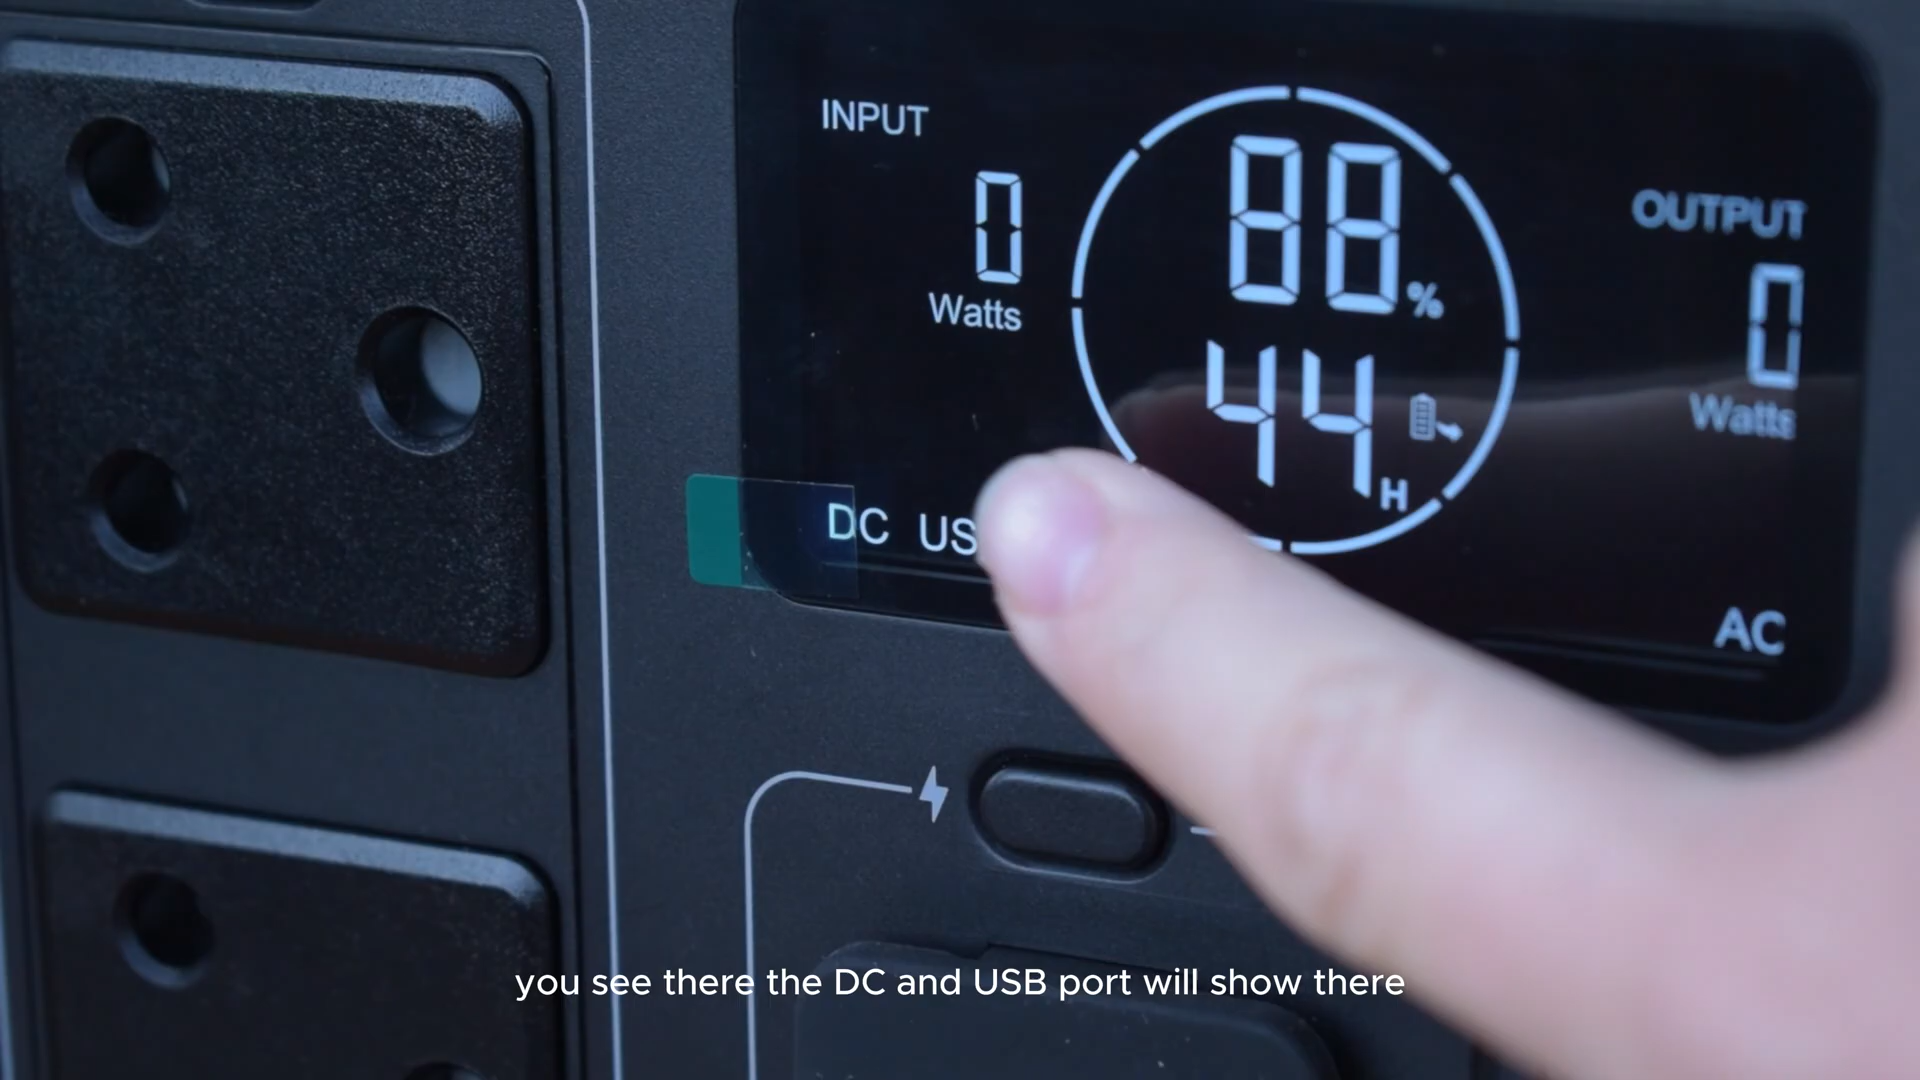 INPUT
0
Watts
88%
44H
OUTPUT
0
Watts
DC US
AC
you see there the DC and USB port will show there